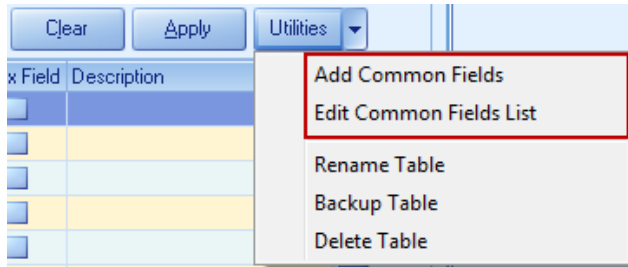 Clear Apply Utilities
x Field Description
Add Common Fields
Edit Common Fields List
Rename Table
Backup Table
Delete Table